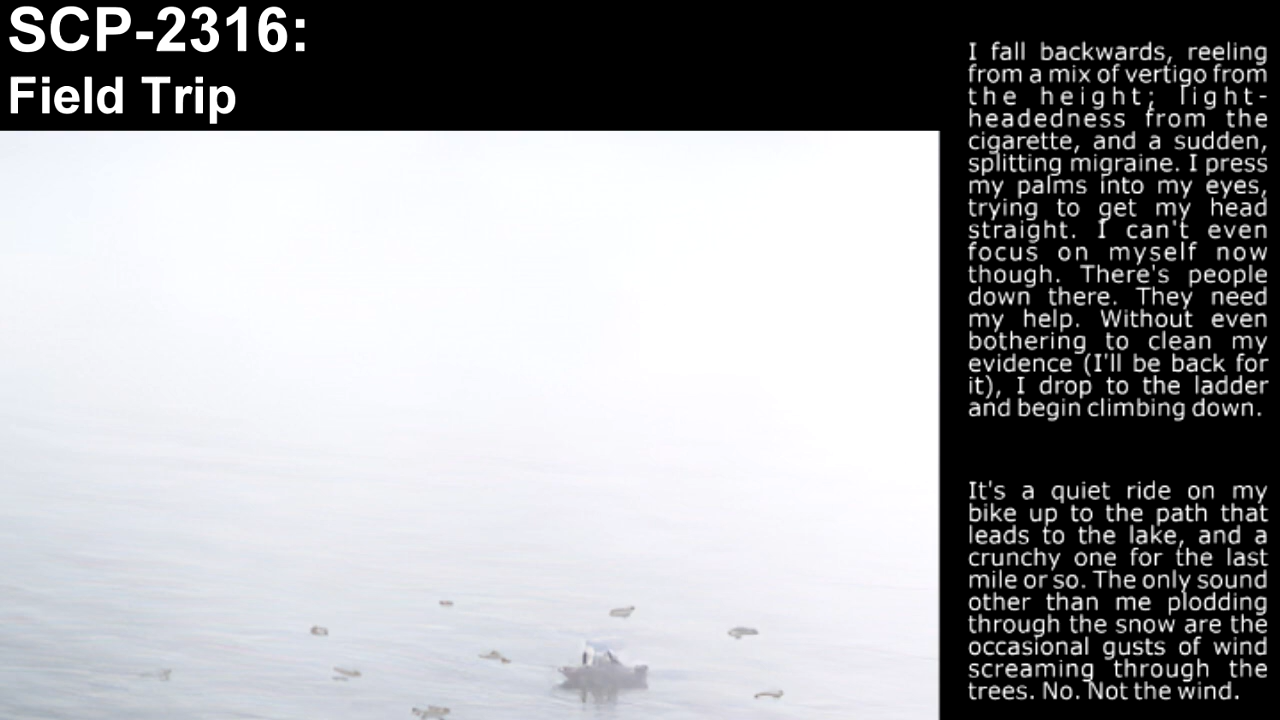 SCP-2316:
Field Trip
I fall backwards, reeling
from a mix of vertigo from
the height; light-
headedness from the
cigarette, and a sudden,
splitting migraine. I press
my palms into my eyes,
trying to get my head
straight. I can't even
focus on myself now
though. There's people
down there. They need
my help. Without even
bothering to clean my
evidence (I'll be back for
it), I drop to the ladder
and begin climbing down.
It's a quiet ride on my
bike up to the path that
leads to the lake, and a
crunchy one for the last
mile or so. The only sound
other than me plodding
through the snow are the
occasional gusts of wind
screaming through the
trees. No. Not the wind.